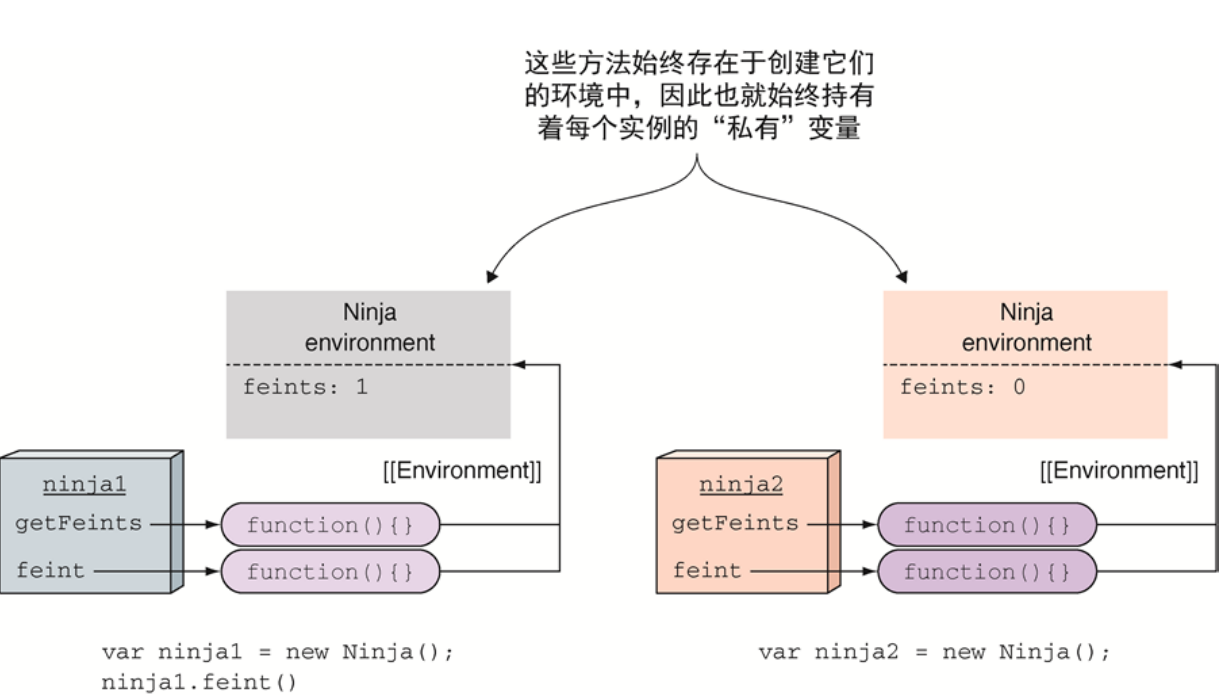 这些方法始终存在于创建它们
的环境中，因此也就始终持有
着每个实例的“私有”变量
Ninja
environment
feints: 1
[[Environment]]
ninja1
getFeints
function(){}
feint
function(){}
var ninja1 = new Ninja();
ninja1.feint()
Ninja
environment
feints: 0
[[Environment]]
ninja2
getFeints
function(){}
feint
function(){}
var ninja2 = new Ninja();